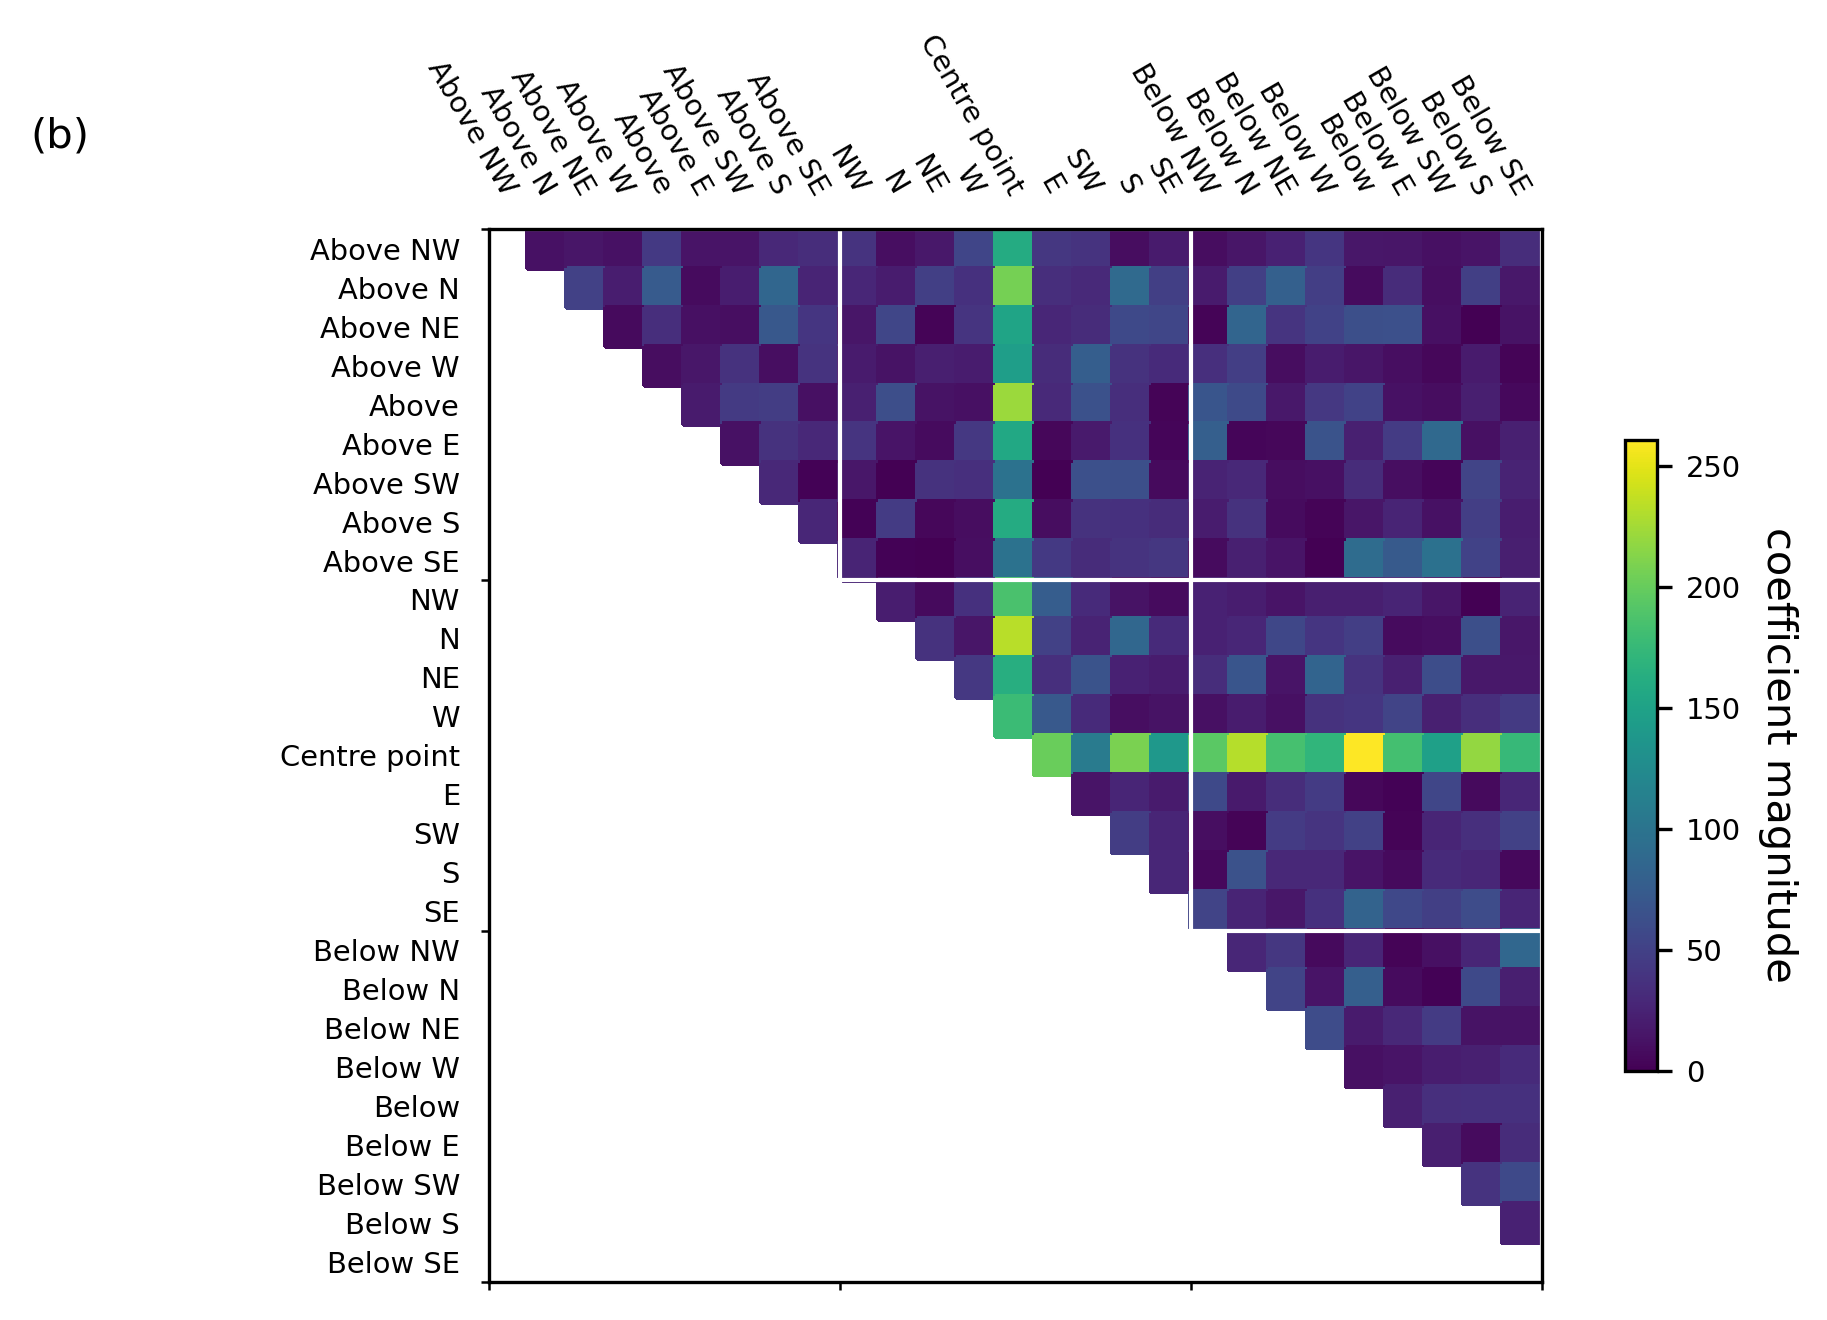 (b)
Above NW
Above N
Above NE
Above W
Above
Above E
Above SW
Above S
Above SE
NW
N
NE
W
Centre point
E
SW
S
SE
Below NW
Below N
Below NE
Below W
Below
Below E
Below SW
Below S
Below SE
Above NW
Above N
Above NE
Above W
Above
Above E
Above SW
Above S
Above SE
NW
N
NE
W
Centre point
E
SW
S
SE
Below NW
Below N
Below NE
Below W
Below
Below E
Below SW
Below S
Below SE
250
200
150
100
50
0
coefficient magnitude